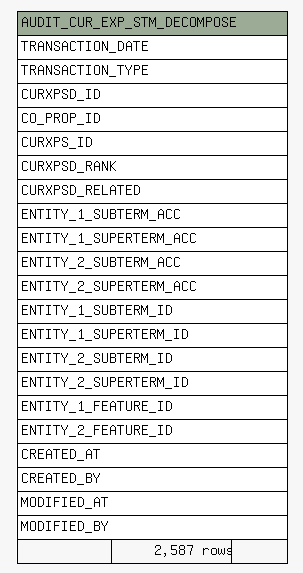 AUDIT_CUR_EXP_STM_DECOMPOSE
TRANSACTION_DATE
TRANSACTION_TYPE
CURXPSD_ID
CO_PROP_ID
CURXPS_ID
CURXPSD_RANK
CURXPSD_RELATED
ENTITY_1_SUBTERM_ACC
ENTITY_1_SUPERTERM_ACC
ENTITY_2_SUBTERM_ACC
ENTITY_2_SUPERTERM_ACC
ENTITY_1_SUBTERM_ID
ENTITY_1_SUPERTERM_ID
ENTITY_2_SUBTERM_ID
ENTITY_2_SUPERTERM_ID
ENTITY_1_FEATURE_ID
ENTITY_2_FEATURE_ID
CREATED_AT
CREATED_BY
MODIFIED_AT
MODIFIED_BY
2,587 rows